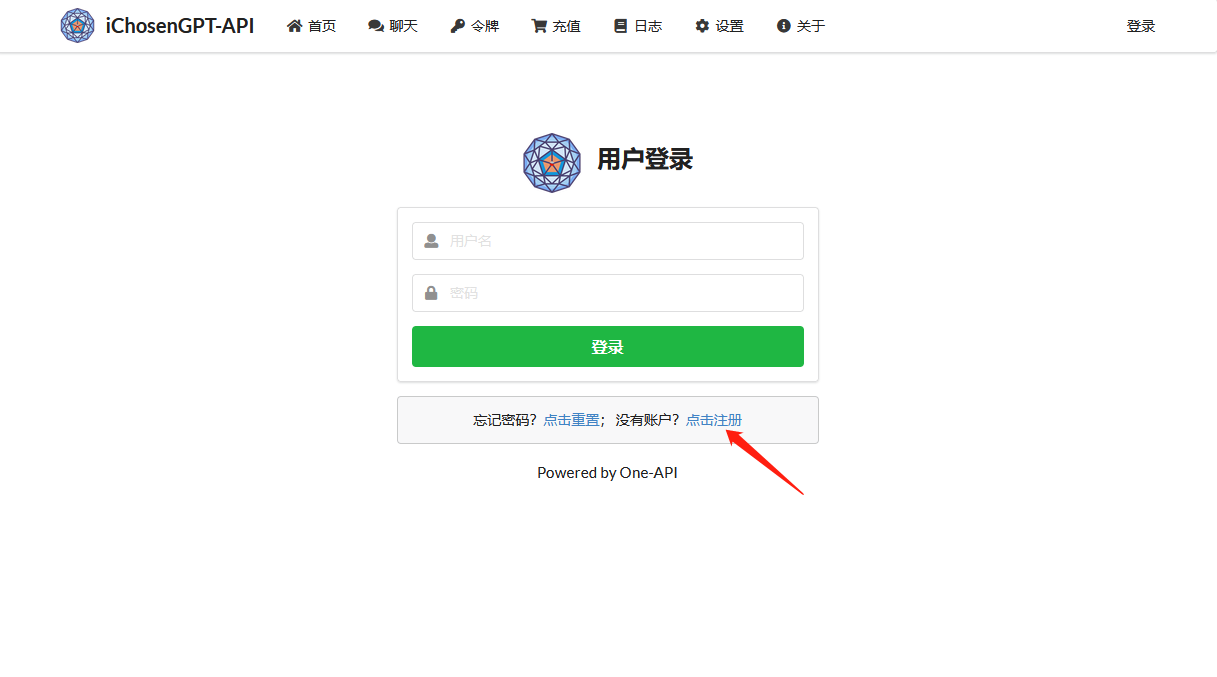 iChosenGPT-API 首页 聊天 令牌 充值 日志 设置 关于 登录
用户登录
用户名
密码
登录
忘记密码？点击重置；没有账户？点击注册
Powered by One-API